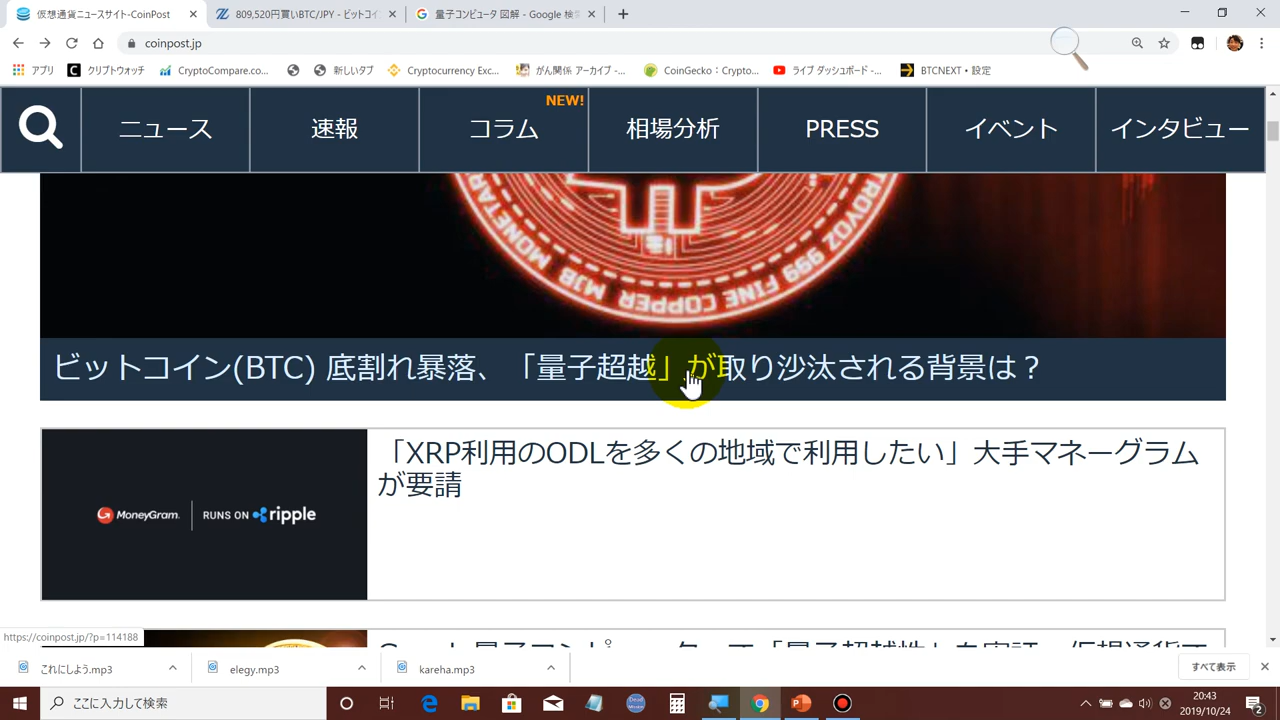 仮想通貨ニュースサイト-CoinPost
809,520円買いBTC/JPY - ビットコイ
量子コンピュータ 図解 - Google 検索
coinpost.jp
アプリ
クリプトウォッチ
CryptoCompare.co...
新しいタブ
Cryptocurrency Exc...
がん関係 アーカイブ -...
CoinGecko：Crypto...
ライブ ダッシュボード -...
BTCNEXT・設定
ニュース
速報
NEW!
コラム
相場分析
PRESS
イベント
インタビュー
MJB MONETARY METROVOZ 999 FINE COPPER
ビットコイン(BTC) 底割れ暴落、「量子超越」が取り沙汰される背景は？
MoneyGram. RUNS ON ripple
「XRP利用のODLを多くの地域で利用したい」大手マネーグラム
が要請
https://coinpost.jp/?p=114188
これにしよう.mp3
elegy.mp3
kareha.mp3
すべて表示
ここに入力して検索
20:43
2019/10/24
2